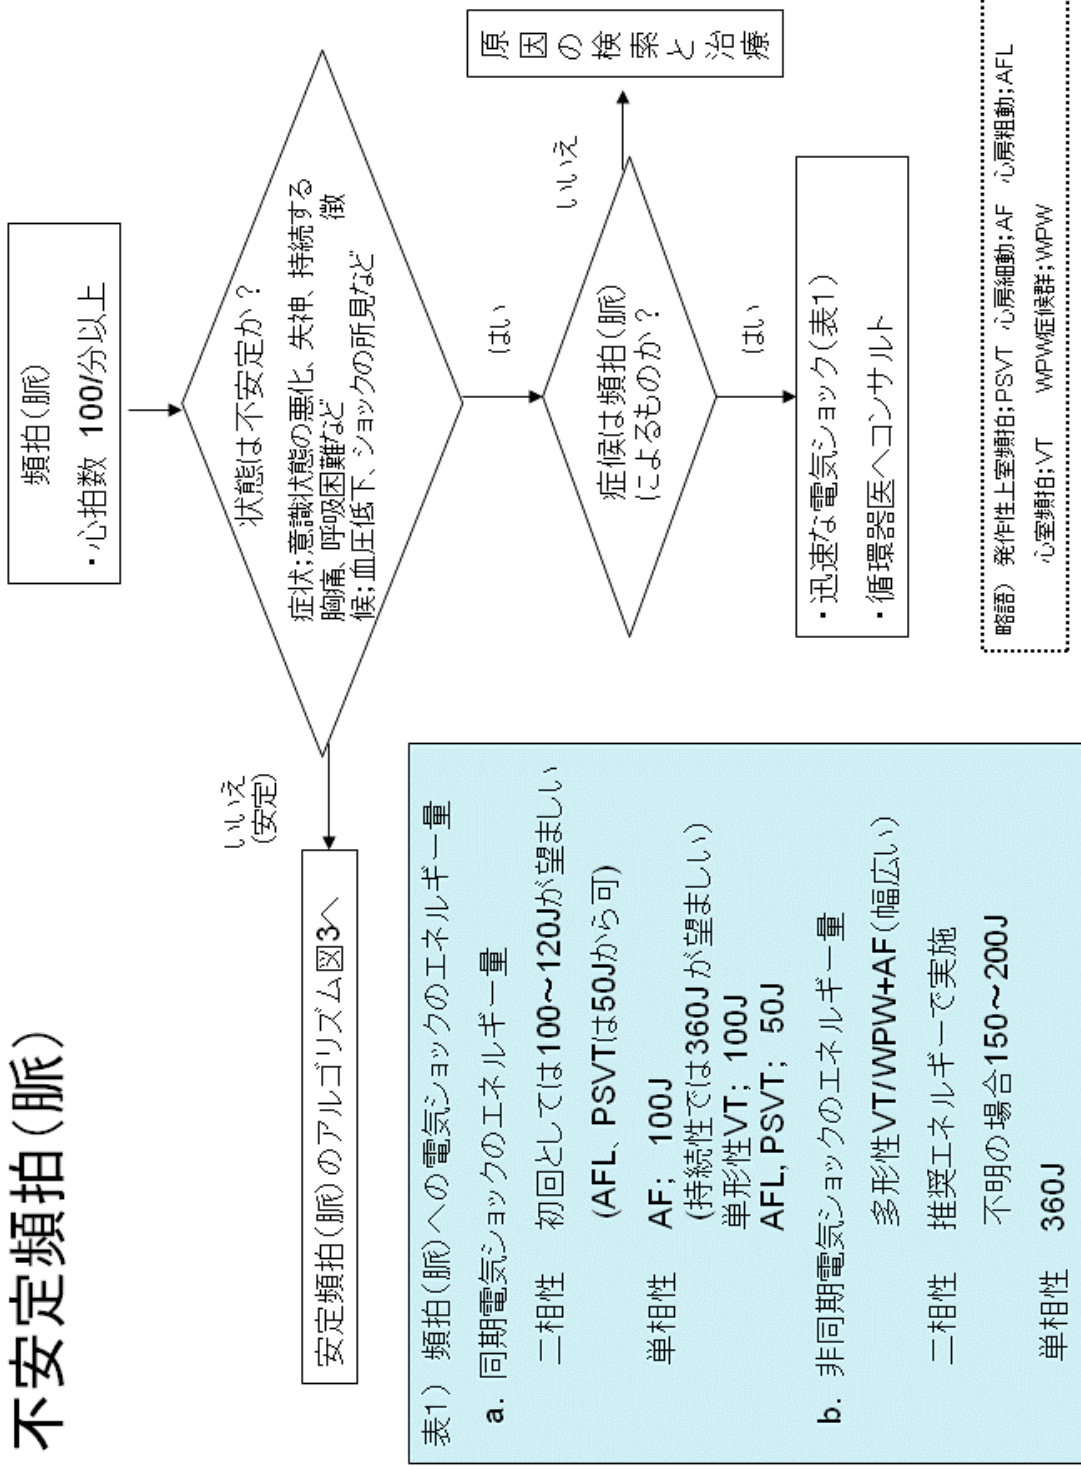 不安定頻拍(脈)
頻拍(脈)
・心拍数 100/分以上
状態は不安定か?
症状;意識状態の悪化、失神、持続する
胸痛、呼吸困難など 徴
候;血圧低下、ショックの所見など
いいえ
(安定)
安定頻拍(脈)のアルゴリズム図3へ
はい
症候は頻拍(脈)
によるものか?
いいえ
原因の検索と治療
はい
・迅速な電気ショック(表1)
・循環器医へコンサルト
表1) 頻拍(脈)への電気ショックのエネルギー量
a. 同期電気ショックのエネルギー量
二相性 初回としては100~120Jが望ましい
(AFL、PSVTは50Jから可)
単相性 AF; 100J
(持続性では360Jが望ましい)
単形性VT; 100J
AFL, PSVT; 50J
b. 非同期電気ショックのエネルギー量
多形性VT/WPW+AF(幅広い)
二相性 推奨エネルギーで実施
不明の場合150~200J
単相性 360J
略語) 発作性上室頻拍;PSVT 心房細動;AF 心房粗動;AFL
心室頻拍;VT WPW症候群;WPW